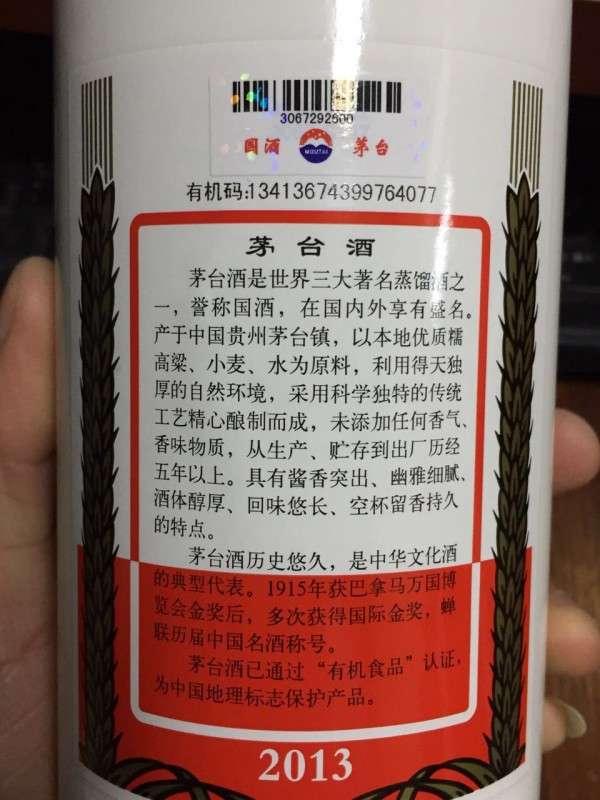 3067292600
国酒 MOUTAI 茅台
有机码:13413674399764077
茅台酒
茅台酒是世界三大著名蒸馏酒之
一，誉称国酒，在国内外享有盛名。
产于中国贵州茅台镇，以本地优质糯
高粱、小麦、水为原料，利用得天独
厚的自然环境，采用科学独特的传统
工艺精心酿制而成，未添加任何香气、
香味物质，从生产、贮存到出厂历经
五年以上。具有酱香突出、幽雅细腻、
酒体醇厚、回味悠长、空杯留香持久
的特点。
茅台酒历史悠久，是中华文化酒
的典型代表。1915年获巴拿马万国博
览会金奖后，多次获得国际金奖，蝉
联历届中国名酒称号。
茅台酒已通过“有机食品”认证，
为中国地理标志保护产品。
2013